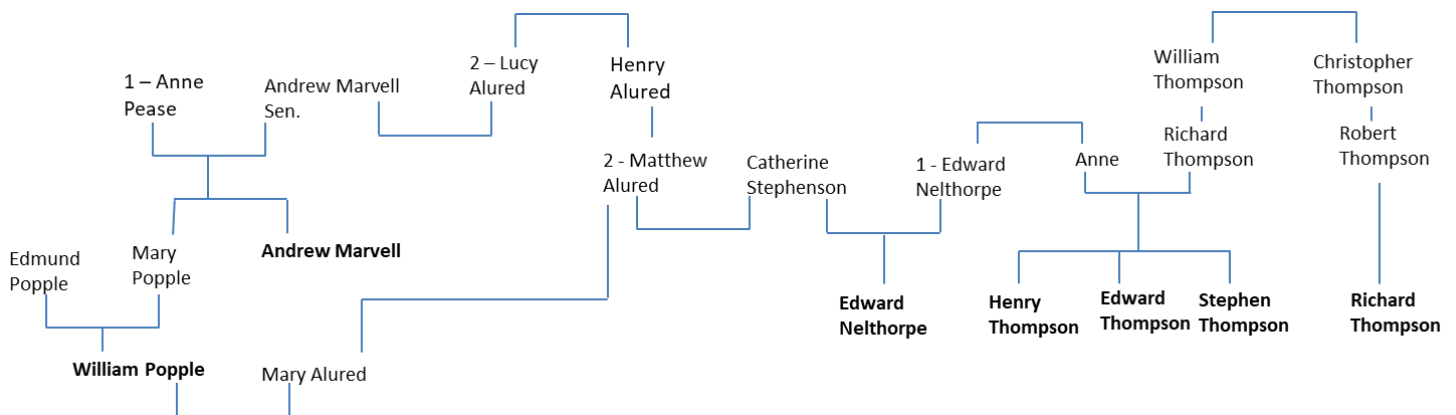 1 – Anne
Pease
Andrew Marvell
Sen.
2 – Lucy
Alured
Henry
Alured
William
Thompson
Christopher
Thompson
2 - Matthew
Alured
Catherine
Stephenson
1 - Edward
Nelthorpe
Anne
Richard
Thompson
Robert
Thompson
Edmund
Popple
Mary
Popple
Andrew Marvell
Edward
Nelthorpe
Henry
Thompson
Edward
Thompson
Stephen
Thompson
Richard
Thompson
William Popple
Mary Alured